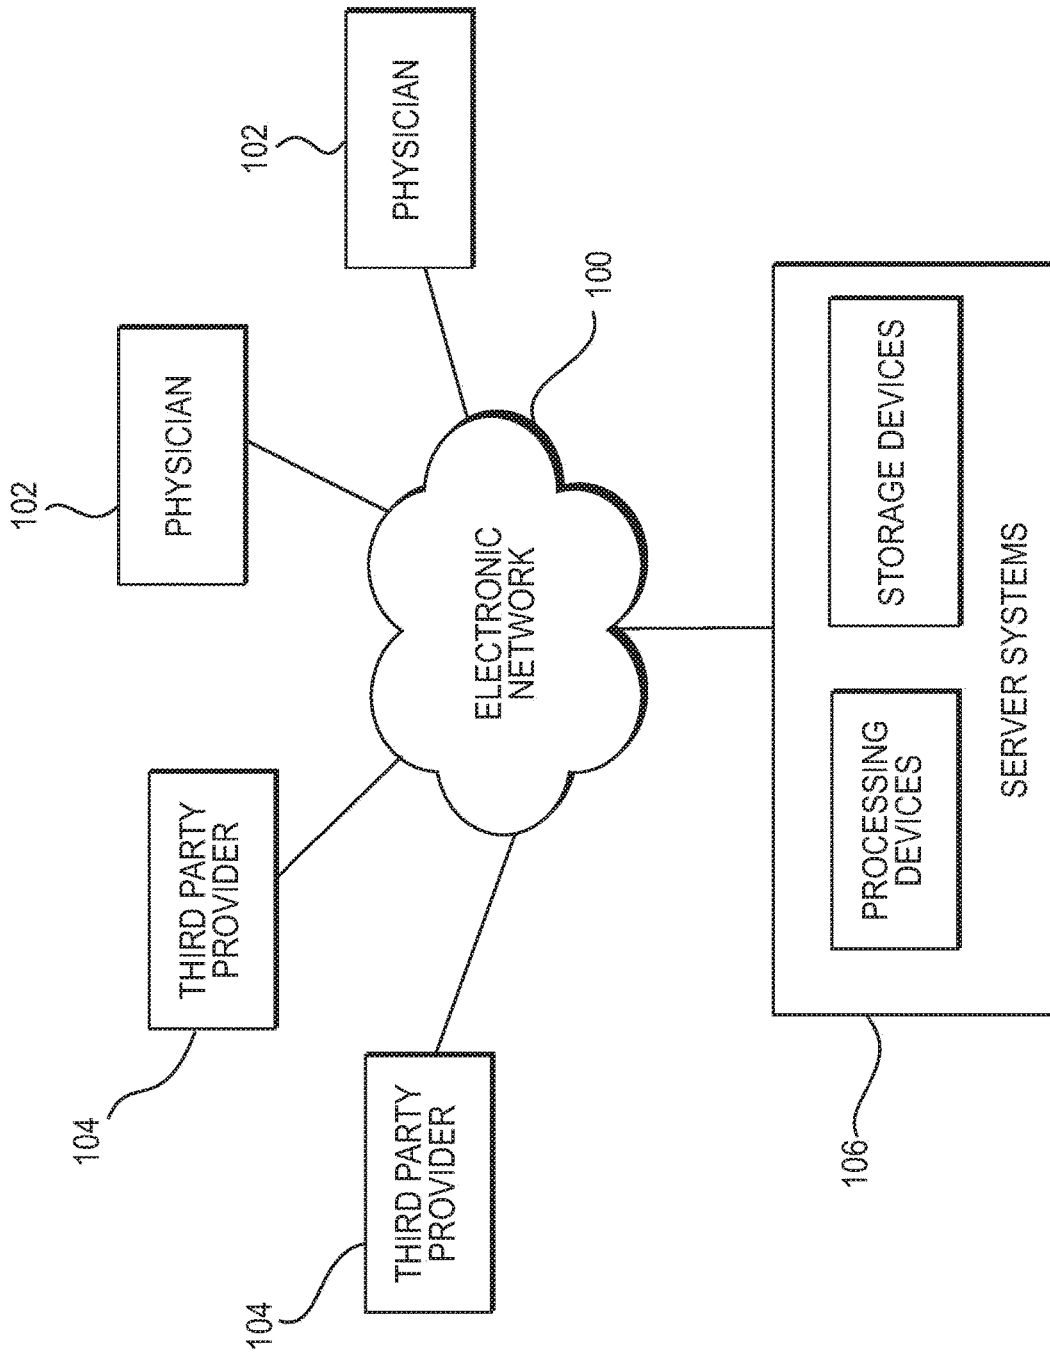 102
PHYSICIAN
102
PHYSICIAN
104
THIRD PARTY
PROVIDER
104
THIRD PARTY
PROVIDER
100
ELECTRONIC
NETWORK
106
PROCESSING
DEVICES
STORAGE DEVICES
SERVER SYSTEMS